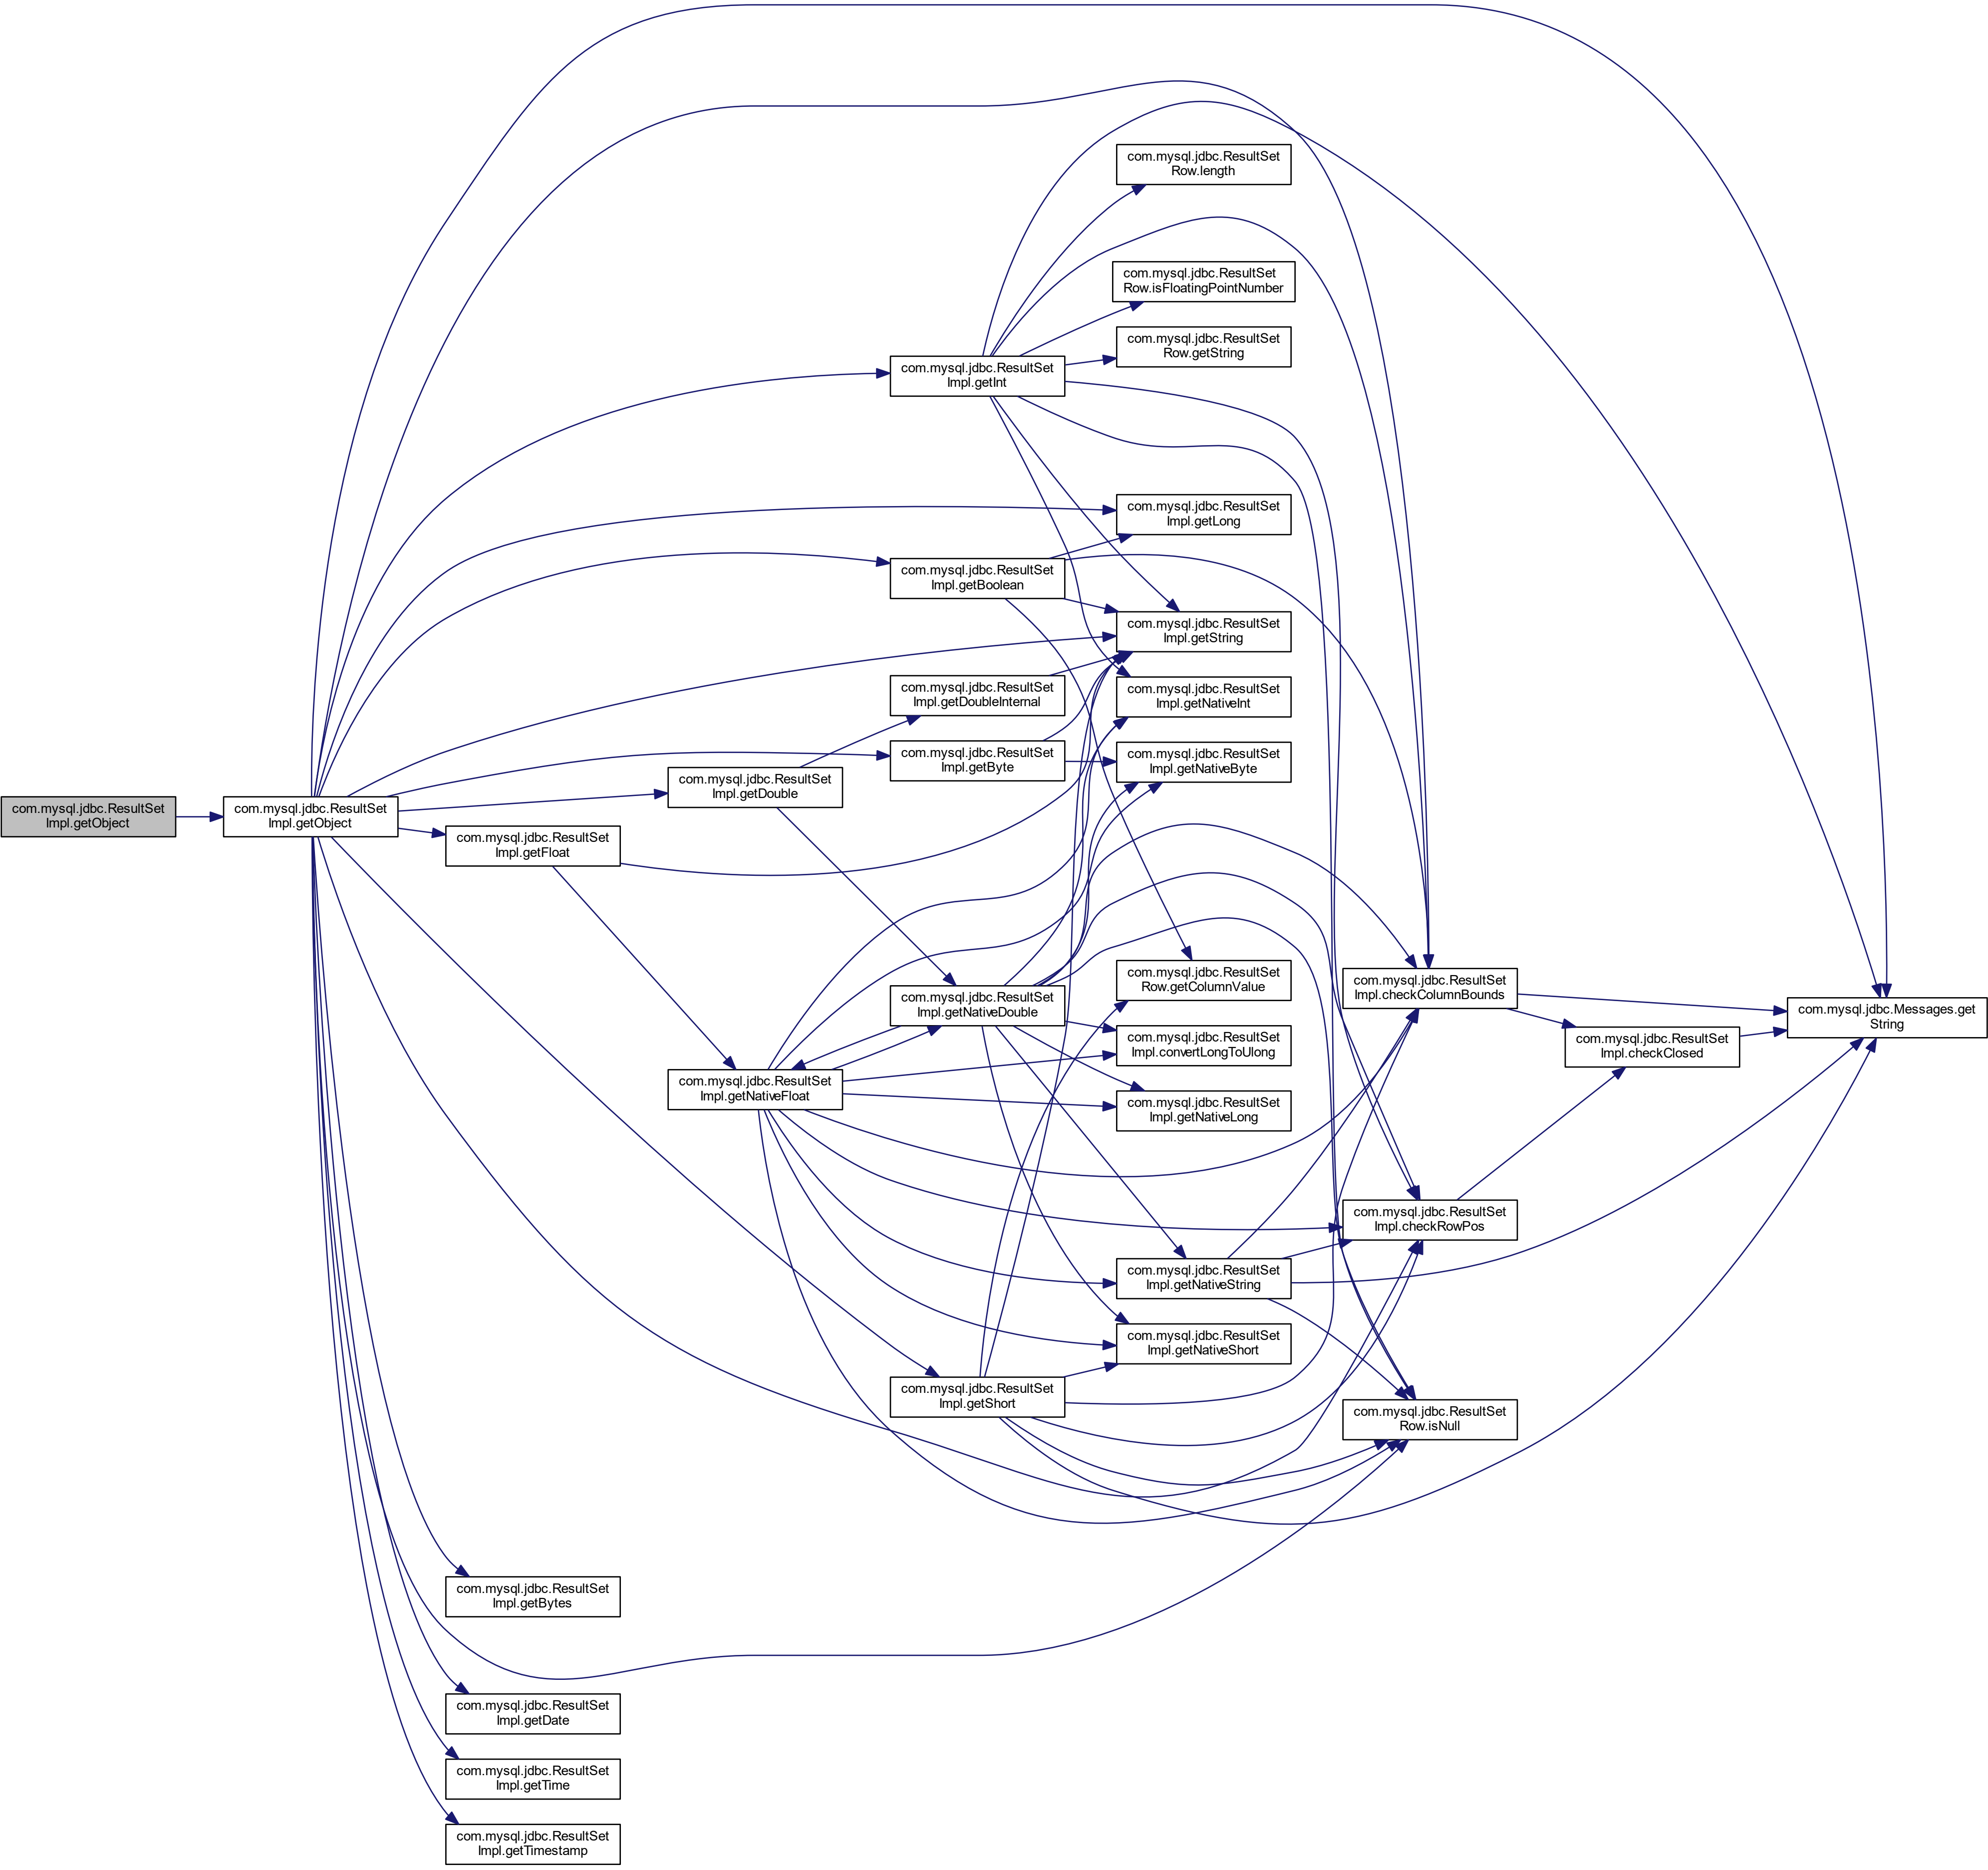 com.mysql.jdbc.ResultSet
Row.length
com.mysql.jdbc.ResultSet
Row.isFloatingPointNumber
com.mysql.jdbc.ResultSet
Row.getString
com.mysql.jdbc.ResultSet
Impl.getInt
com.mysql.jdbc.ResultSet
Impl.getLong
com.mysql.jdbc.ResultSet
Impl.getBoolean
com.mysql.jdbc.ResultSet
Impl.getString
com.mysql.jdbc.ResultSet
Impl.getDoubleInternal
com.mysql.jdbc.ResultSet
Impl.getNativeInt
com.mysql.jdbc.ResultSet
Impl.getByte
com.mysql.jdbc.ResultSet
Impl.getNativeByte
com.mysql.jdbc.ResultSet
Impl.getDouble
com.mysql.jdbc.ResultSet
Impl.getObject
com.mysql.jdbc.ResultSet
Impl.getObject
com.mysql.jdbc.ResultSet
Impl.getFloat
com.mysql.jdbc.ResultSet
Row.getColumnValue
com.mysql.jdbc.ResultSet
Impl.checkColumnBounds
com.mysql.jdbc.ResultSet
Impl.getNativeDouble
com.mysql.jdbc.Messages.get
String
com.mysql.jdbc.ResultSet
Impl.convertLongToUlong
com.mysql.jdbc.ResultSet
Impl.checkClosed
com.mysql.jdbc.ResultSet
Impl.getNativeFloat
com.mysql.jdbc.ResultSet
Impl.getNativeLong
com.mysql.jdbc.ResultSet
Impl.checkRowPos
com.mysql.jdbc.ResultSet
Impl.getNativeString
com.mysql.jdbc.ResultSet
Impl.getNativeShort
com.mysql.jdbc.ResultSet
Impl.getShort
com.mysql.jdbc.ResultSet
Row.isNull
com.mysql.jdbc.ResultSet
Impl.getBytes
com.mysql.jdbc.ResultSet
Impl.getDate
com.mysql.jdbc.ResultSet
Impl.getTime
com.mysql.jdbc.ResultSet
Impl.getTimestamp